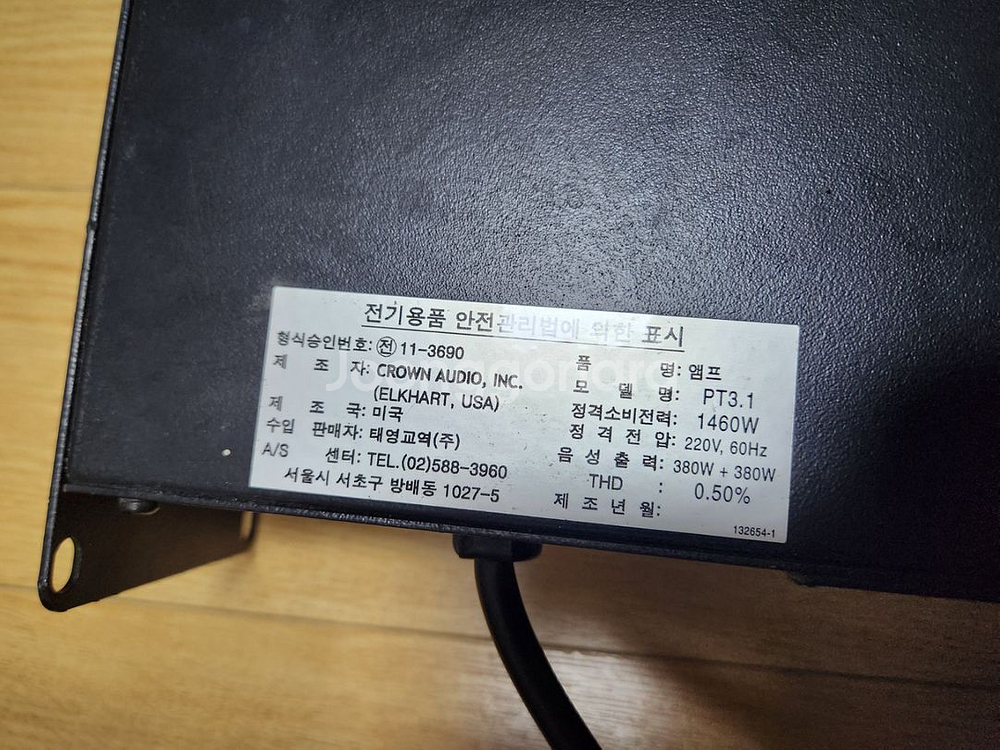 전기용품 안전관리법에 의한 표시
형식승인번호: 전 11-3690
제 조 자: CROWN AUDIO, INC.
(ELKHART, USA)
제 조 국: 미국
수입 판매자: 태영교역(주)
A/S 센터: TEL.(02)588-3960
서울시 서초구 방배동 1027-5
품 명: 앰프
모 델 명: PT3.1
정격소비전력: 1460W
정 격 전 압: 220V, 60Hz
음 성 출 력: 380W + 380W
THD : 0.50%
제 조 년 월:
132654-1
Joongonara